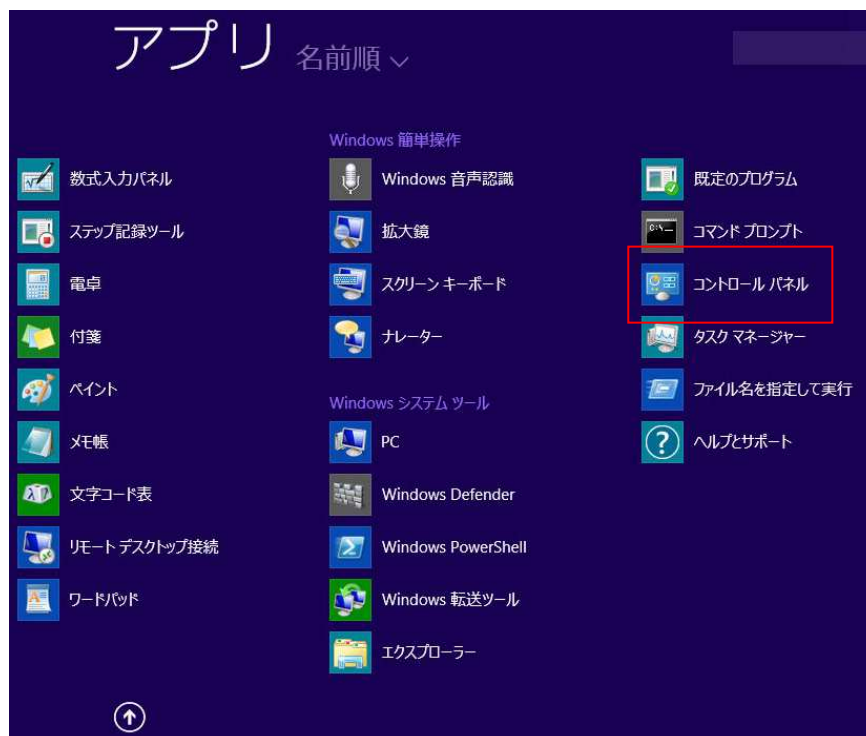 アプリ 名前順
数式入力パネル
ステップ記録ツール
電卓
付箋
ペイント
メモ帳
文字コード表
リモート デスクトップ接続
ワードパッド
Windows 簡単操作
Windows 音声認識
拡大鏡
スクリーン キーボード
ナレーター
Windows システム ツール
PC
Windows Defender
Windows PowerShell
Windows 転送ツール
エクスプローラー
既定のプログラム
コマンド プロンプト
コントロール パネル
タスク マネージャー
ファイル名を指定して実行
ヘルプとサポート